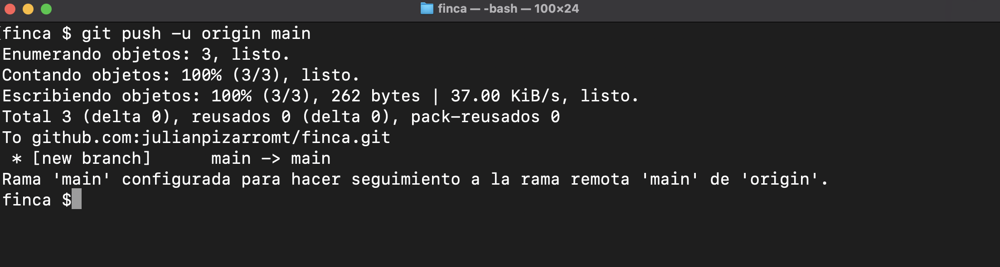 finca — -bash — 100×24
finca $ git push -u origin main
Enumerando objetos: 3, listo.
Contando objetos: 100% (3/3), listo.
Escribiendo objetos: 100% (3/3), 262 bytes | 37.00 KiB/s, listo.
Total 3 (delta 0), reusados 0 (delta 0), pack-reusados 0
To github.com:julianpizarromt/finca.git
 * [new branch]      main -> main
Rama 'main' configurada para hacer seguimiento a la rama remota 'main' de 'origin'.
finca $